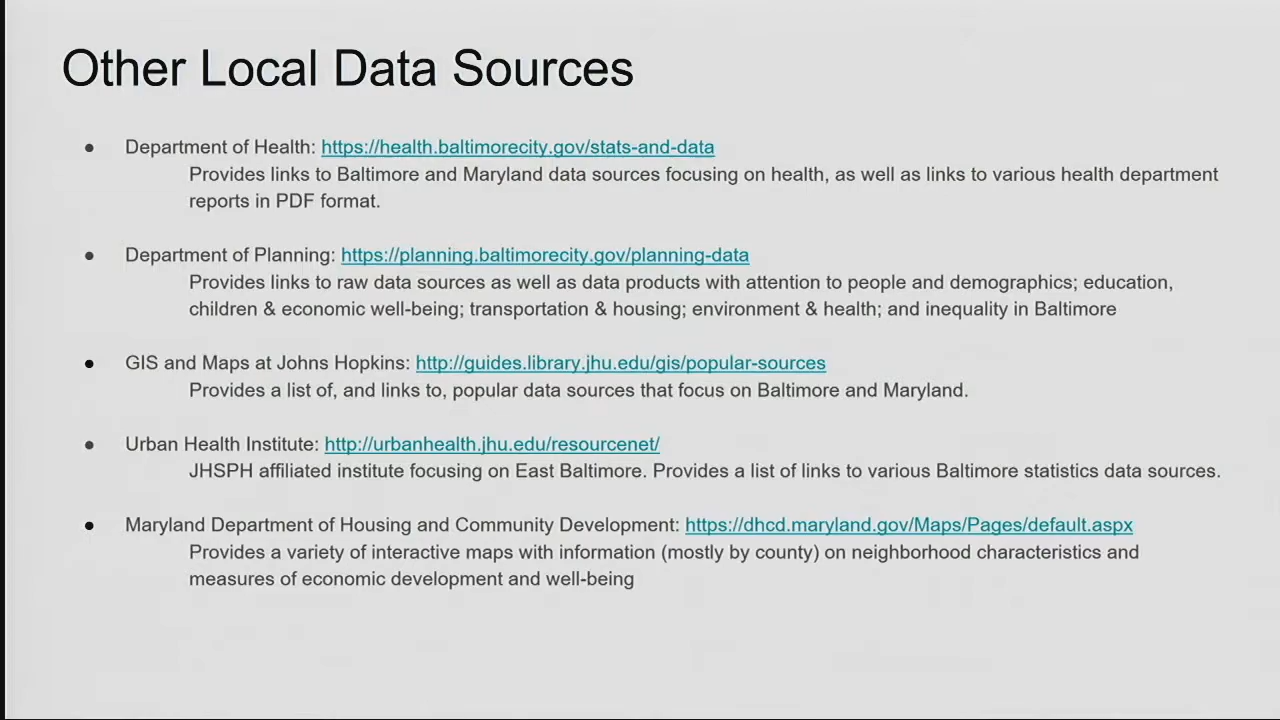 Other Local Data Sources
● Department of Health: https://health.baltimorecity.gov/stats-and-data
Provides links to Baltimore and Maryland data sources focusing on health, as well as links to various health department
reports in PDF format.
● Department of Planning: https://planning.baltimorecity.gov/planning-data
Provides links to raw data sources as well as data products with attention to people and demographics; education,
children & economic well-being; transportation & housing; environment & health; and inequality in Baltimore
● GIS and Maps at Johns Hopkins: http://guides.library.jhu.edu/gis/popular-sources
Provides a list of, and links to, popular data sources that focus on Baltimore and Maryland.
● Urban Health Institute: http://urbanhealth.jhu.edu/resourcenet/
JHSPH affiliated institute focusing on East Baltimore. Provides a list of links to various Baltimore statistics data sources.
● Maryland Department of Housing and Community Development: https://dhcd.maryland.gov/Maps/Pages/default.aspx
Provides a variety of interactive maps with information (mostly by county) on neighborhood characteristics and
measures of economic development and well-being